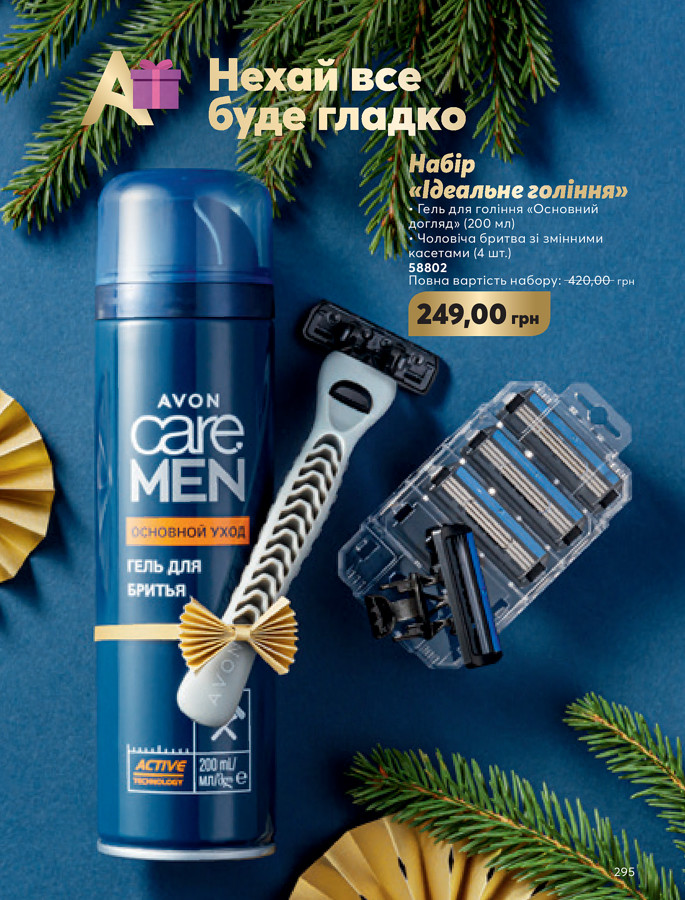 Нехай все
буде гладко
Набір
«Ідеальне гоління»
• Гель для гоління «Основний
догляд» (200 мл)
• Чоловіча бритва зі змінними
касетами (4 шт.)
58802
Повна вартість набору: 420,00 грн
249,00 грн
AVON
care
MEN
ОСНОВНОЙ УХОД
ГЕЛЬ ДЛЯ
БРИТЬЯ
AVON
ACTIVE
TECHNOLOGY
200 mL/
295